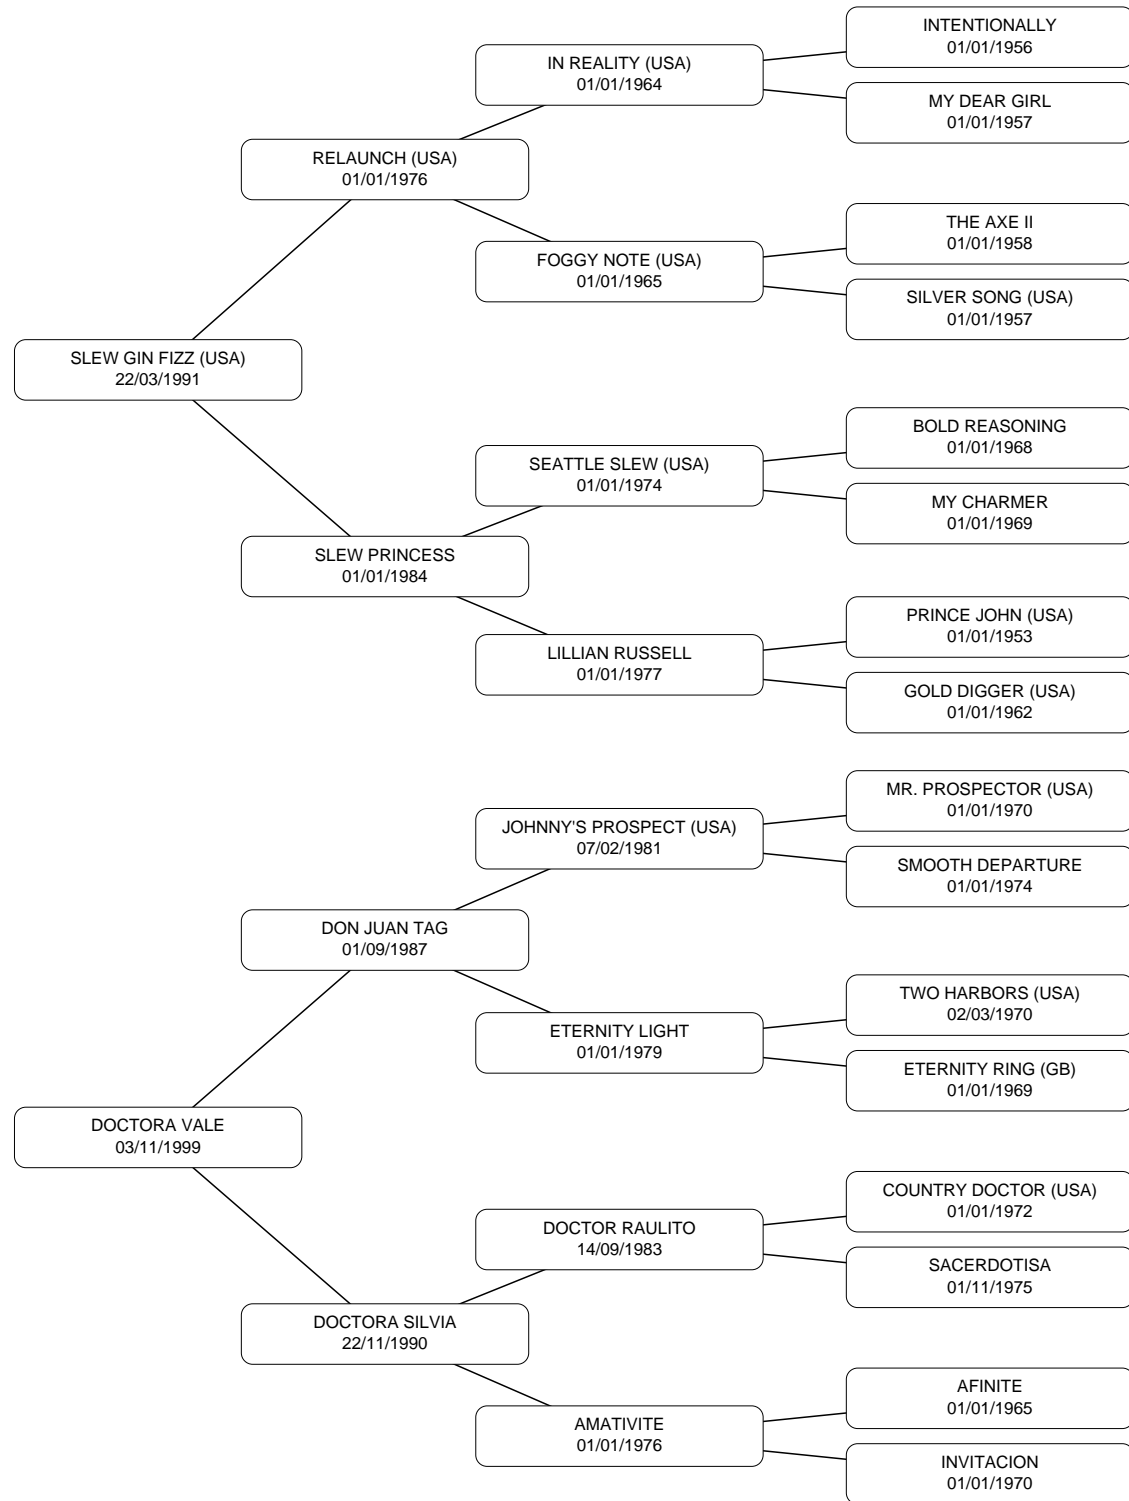 INTENTIONALLY
01/01/1956
IN REALITY (USA)
01/01/1964
MY DEAR GIRL
01/01/1957
RELAUNCH (USA)
01/01/1976
THE AXE II
01/01/1958
FOGGY NOTE (USA)
01/01/1965
SILVER SONG (USA)
01/01/1957
SLEW GIN FIZZ (USA)
22/03/1991
BOLD REASONING
01/01/1968
SEATTLE SLEW (USA)
01/01/1974
MY CHARMER
01/01/1969
SLEW PRINCESS
01/01/1984
PRINCE JOHN (USA)
01/01/1953
LILLIAN RUSSELL
01/01/1977
GOLD DIGGER (USA)
01/01/1962
MR. PROSPECTOR (USA)
01/01/1970
JOHNNY'S PROSPECT (USA)
07/02/1981
SMOOTH DEPARTURE
01/01/1974
DON JUAN TAG
01/09/1987
TWO HARBORS (USA)
02/03/1970
ETERNITY LIGHT
01/01/1979
ETERNITY RING (GB)
01/01/1969
DOCTORA VALE
03/11/1999
COUNTRY DOCTOR (USA)
01/01/1972
DOCTOR RAULITO
14/09/1983
SACERDOTISA
01/11/1975
DOCTORA SILVIA
22/11/1990
AFINITE
01/01/1965
AMATIVITE
01/01/1976
INVITACION
01/01/1970